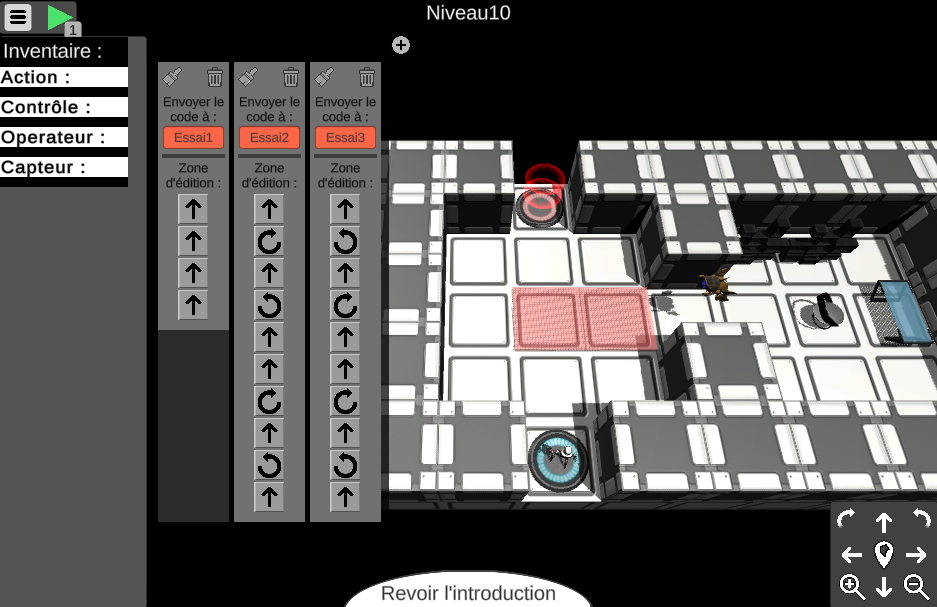 Niveau10
1
Inventaire :
Action :
Contrôle :
Operateur :
Capteur :
Envoyer le
code à :
Essai1
Zone
d'édition :
Envoyer le
code à :
Essai2
Zone
d'édition :
Envoyer le
code à :
Essai3
Zone
d'édition :
Revoir l'introduction